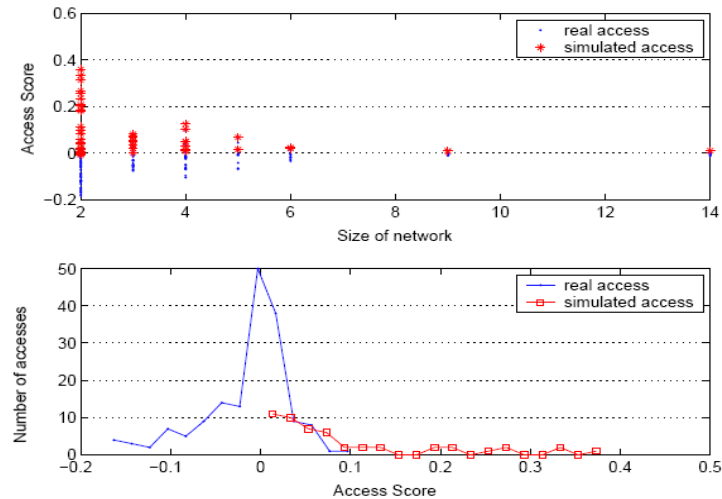 0.6
0.4
0.2
0
−0.2
Access Score
real access
simulated access
2 4 6 8 10 12 14
Size of network
50
40
30
20
10
0
Number of accesses
real access
simulated access
−0.2 −0.1 0 0.1 0.2 0.3 0.4 0.5
Access Score